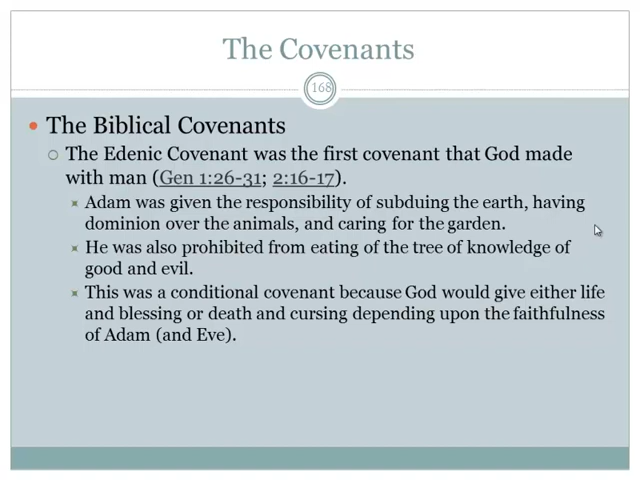 The Covenants
168
The Biblical Covenants
The Edenic Covenant was the first covenant that God made
with man (Gen 1:26-31; 2:16-17).
Adam was given the responsibility of subduing the earth, having
dominion over the animals, and caring for the garden.
He was also prohibited from eating of the tree of knowledge of
good and evil.
This was a conditional covenant because God would give either life
and blessing or death and cursing depending upon the faithfulness
of Adam (and Eve).